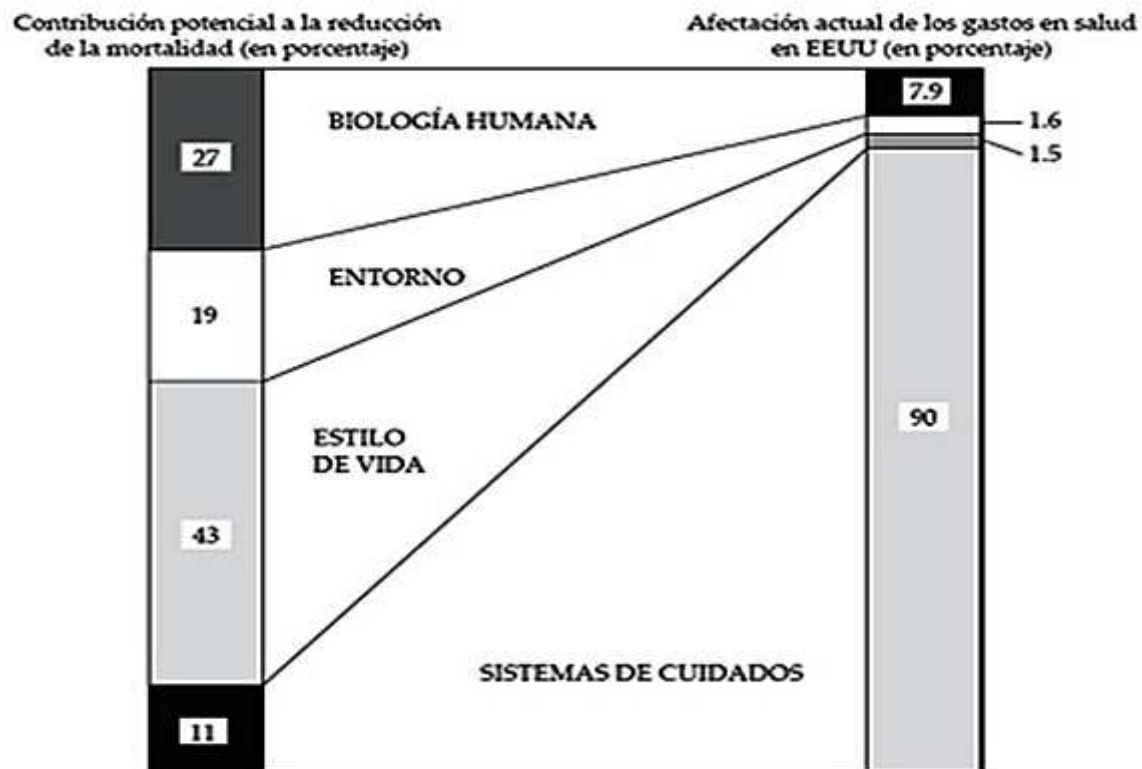 Contribución potencial a la reducción
de la mortalidad (en porcentaje)
Afectación actual de los gastos en salud
en EEUU (en porcentaje)
7.9
1.6
1.5
BIOLOGÍA HUMANA
27
ENTORNO
19
90
ESTILO
DE VIDA
43
SISTEMAS DE CUIDADOS
11